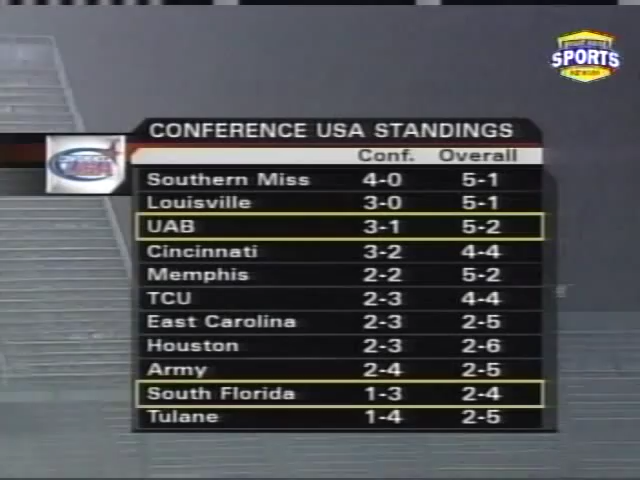 SPORTS
NETWORK
CONFERENCE USA STANDINGS
Conf. Overall
Southern Miss 4-0 5-1
Louisville 3-0 5-1
UAB 3-1 5-2
Cincinnati 3-2 4-4
Memphis 2-2 5-2
TCU 2-3 4-4
East Carolina 2-3 2-5
Houston 2-3 2-6
Army 2-4 2-5
South Florida 1-3 2-4
Tulane 1-4 2-5